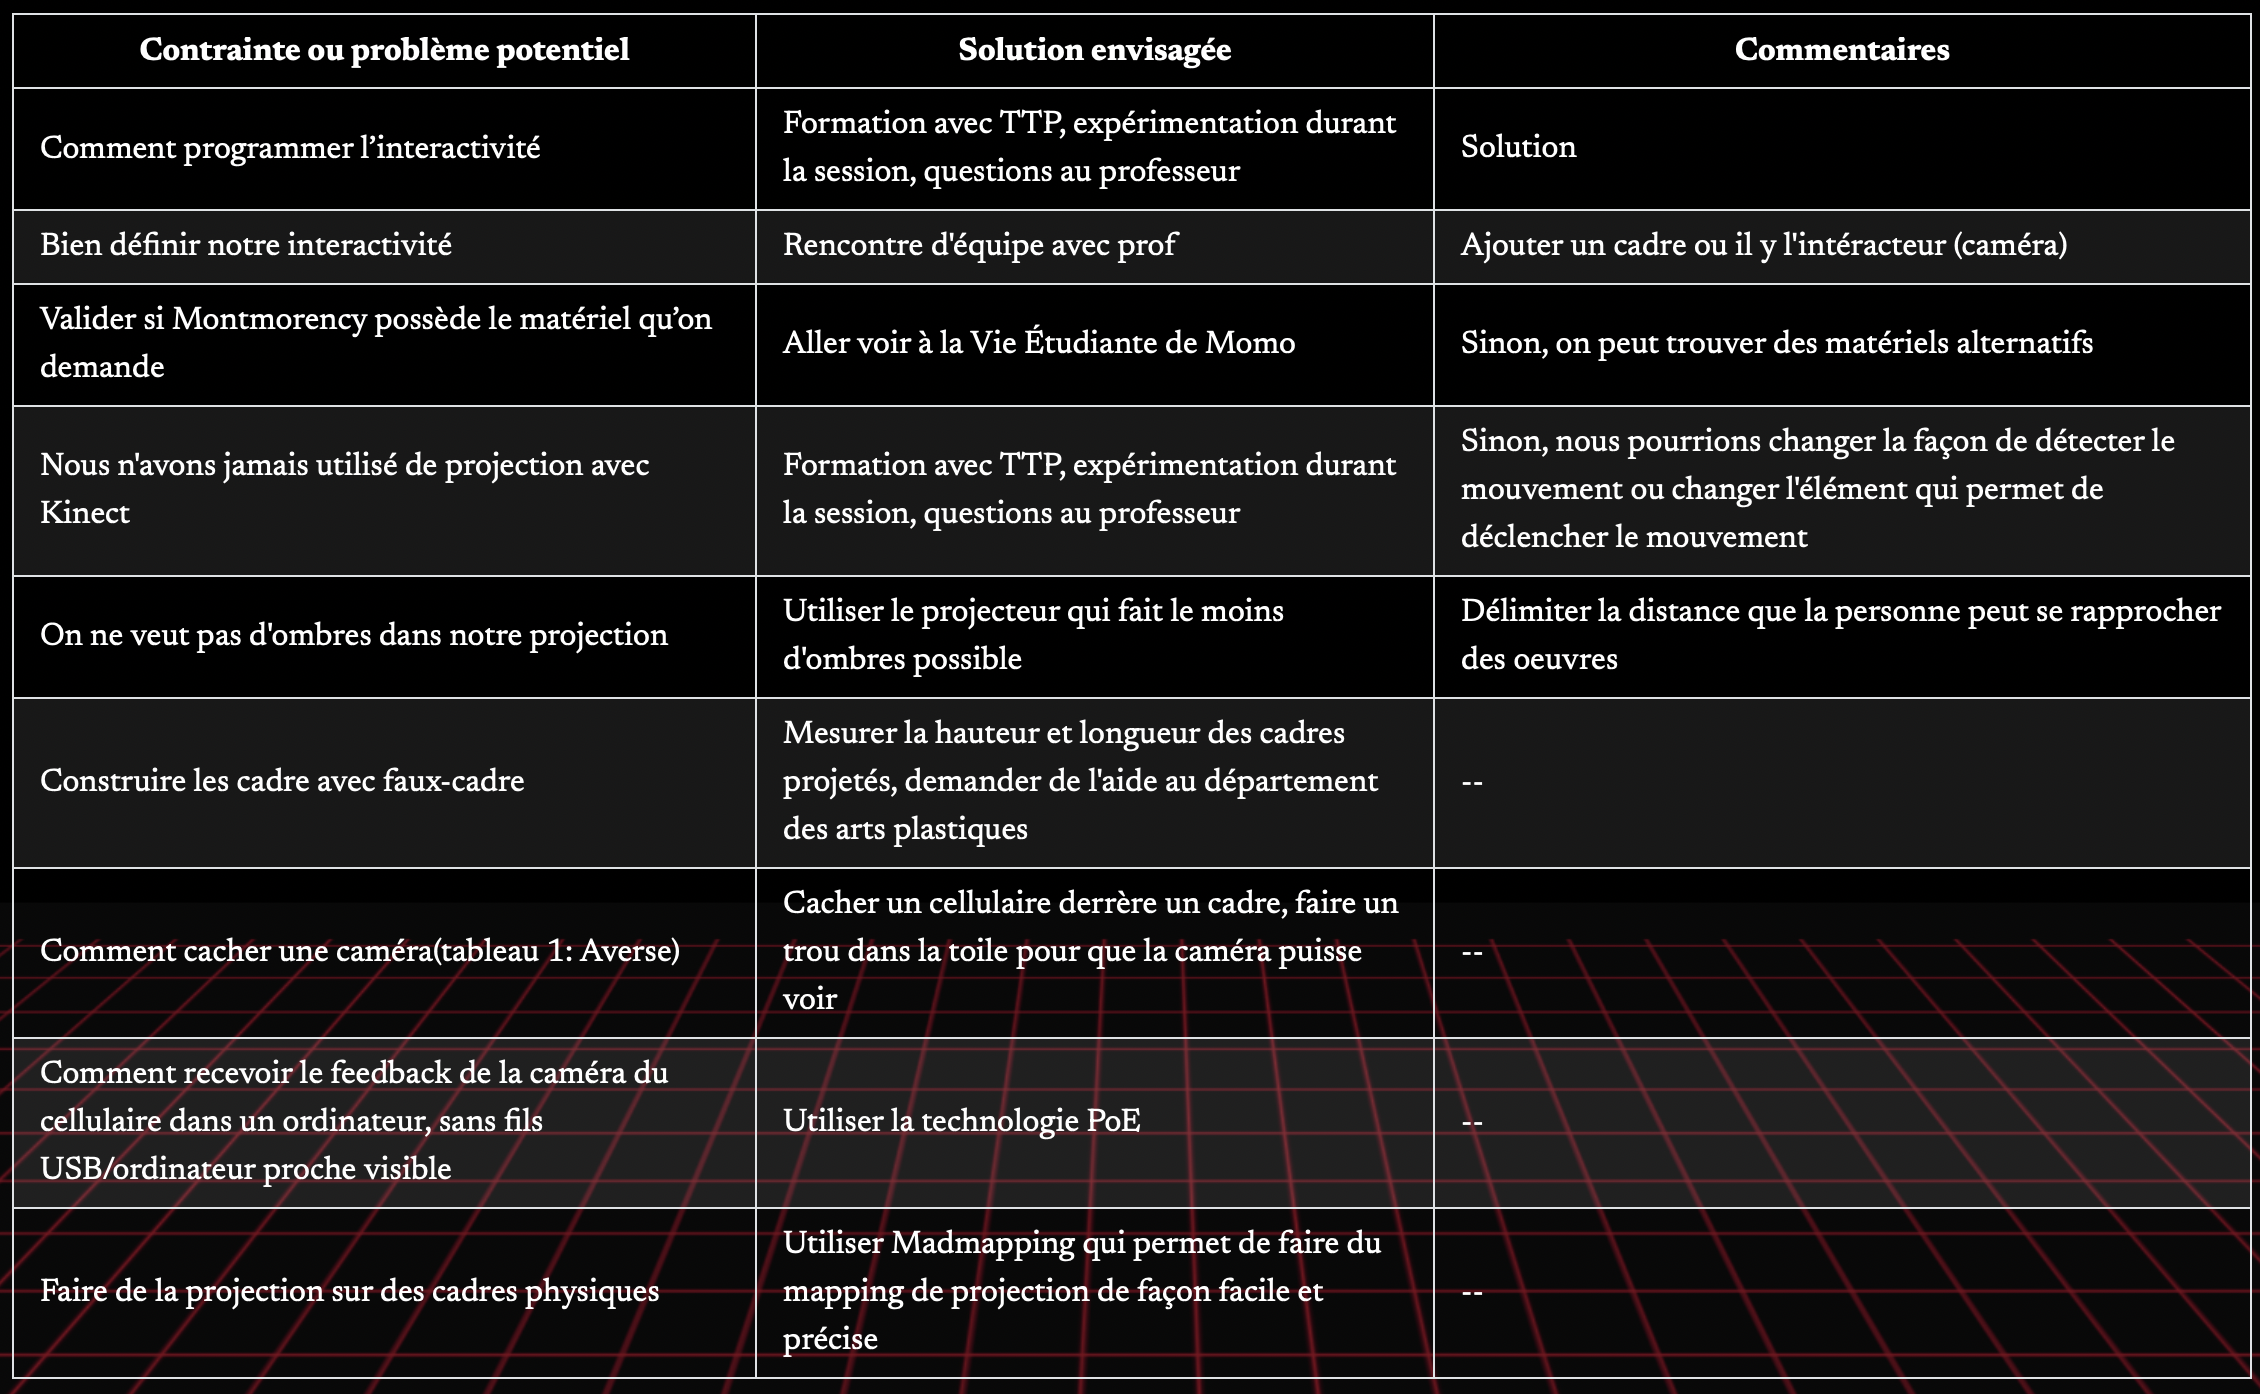 Contrainte ou problème potentiel
Solution envisagée
Commentaires
Comment programmer l’interactivité
Formation avec TTP, expérimentation durant
la session, questions au professeur
Solution
Bien définir notre interactivité
Rencontre d'équipe avec prof
Ajouter un cadre ou il y l'intéracteur (caméra)
Valider si Montmorency possède le matériel qu’on
demande
Aller voir à la Vie Étudiante de Momo
Sinon, on peut trouver des matériels alternatifs
Nous n'avons jamais utilisé de projection avec
Kinect
Formation avec TTP, expérimentation durant
la session, questions au professeur
Sinon, nous pourrions changer la façon de détecter le
mouvement ou changer l'élément qui permet de
déclencher le mouvement
On ne veut pas d'ombres dans notre projection
Utiliser le projecteur qui fait le moins
d'ombres possible
Délimiter la distance que la personne peut se rapprocher
des oeuvres
Construire les cadre avec faux-cadre
Mesurer la hauteur et longueur des cadres
projetés, demander de l'aide au département
des arts plastiques
--
Comment cacher une caméra(tableau 1: Averse)
Cacher un cellulaire derrère un cadre, faire un
trou dans la toile pour que la caméra puisse
voir
--
Comment recevoir le feedback de la caméra du
cellulaire dans un ordinateur, sans fils
USB/ordinateur proche visible
Utiliser la technologie PoE
--
Faire de la projection sur des cadres physiques
Utiliser Madmapping qui permet de faire du
mapping de projection de façon facile et
précise
--